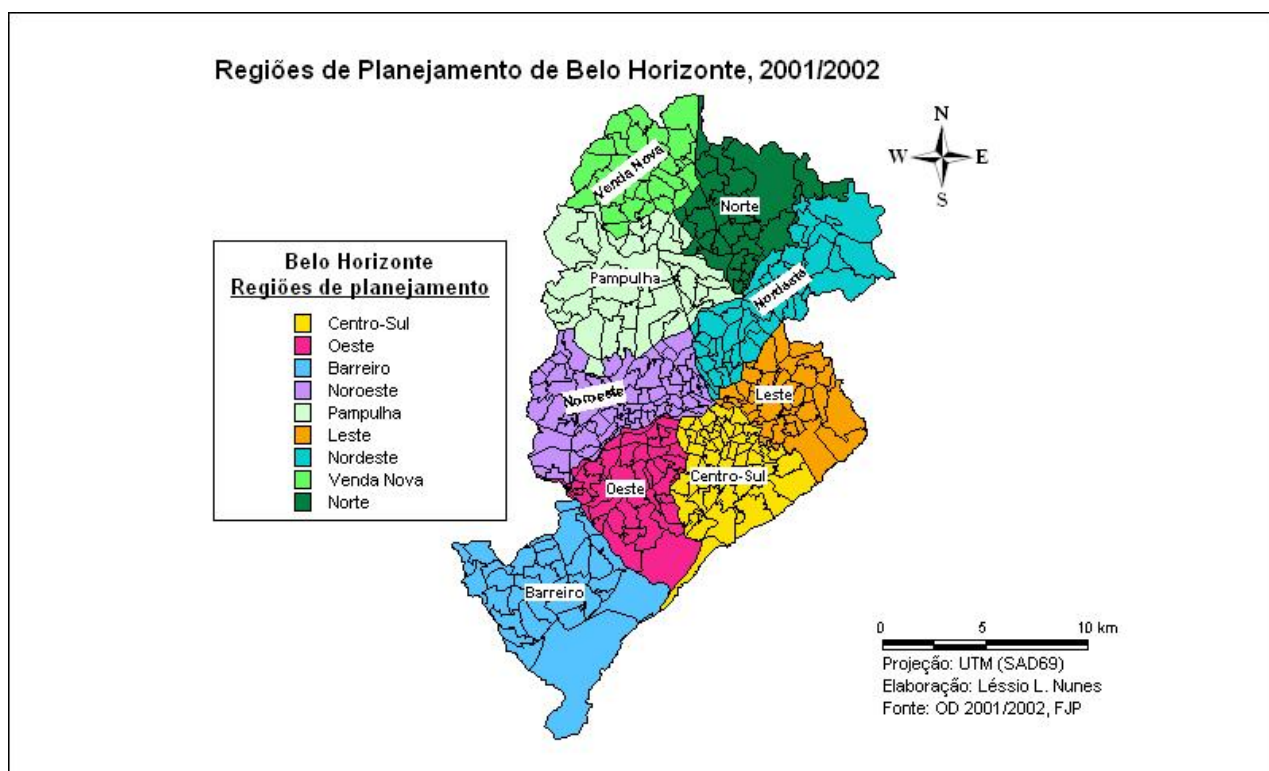 Regiões de Planejamento de Belo Horizonte, 2001/2002
N
W E
S
Venda Nova
Norte
Pampulha
Nordeste
Noroeste
Leste
Oeste
Centro-Sul
Barreiro
Belo Horizonte
Regiões de planejamento
Centro-Sul
Oeste
Barreiro
Noroeste
Pampulha
Leste
Nordeste
Venda Nova
Norte
0 5 10 km
Projeção: UTM (SAD69)
Elaboração: Léssio L. Nunes
Fonte: OD 2001/2002, FJP